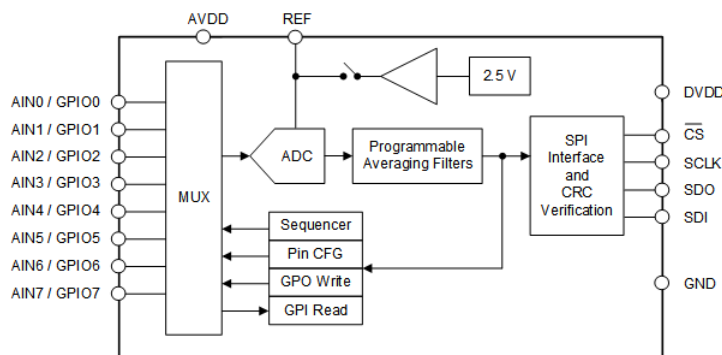 AVDD
REF
2.5 V
AIN0 / GPIO0
AIN1 / GPIO1
AIN2 / GPIO2
AIN3 / GPIO3
AIN4 / GPIO4
AIN5 / GPIO5
AIN6 / GPIO6
AIN7 / GPIO7
MUX
ADC
Programmable
Averaging Filters
Sequencer
Pin CFG
GPO Write
GPI Read
SPI
Interface
and
CRC
Verification
DVDD
CS
SCLK
SDO
SDI
GND